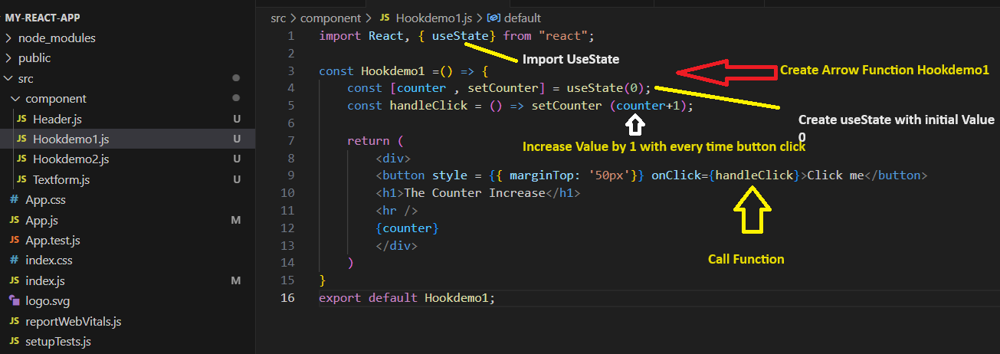 MY-REACT-APP
node_modules
public
src
component
JS Header.js U
JS Hookdemo1.js U
JS Hookdemo2.js U
JS Textform.js U
# App.css
JS App.js M
JS App.test.js
# index.css
JS index.js M
logo.svg
JS reportWebVitals.js
JS setupTests.js
src > component > JS Hookdemo1.js > default
1 import React, { useState} from "react";
2
Import UseState
3 const Hookdemo1 =() => {
Create Arrow Function Hookdemo1
4 const [counter , setCounter] = useState(0);
5 const handleClick = () => setCounter (counter+1);
6
Create useState with initial Value
0
Increase Value by 1 with every time button click
7 return (
8 <div>
9 <button style = {{ marginTop: '50px'}} onClick={handleClick}>Click me</button>
10 <h1>The Counter Increase</h1>
11 <hr />
12 {counter}
13 </div>
Call Function
14 )
15 }
16 export default Hookdemo1;